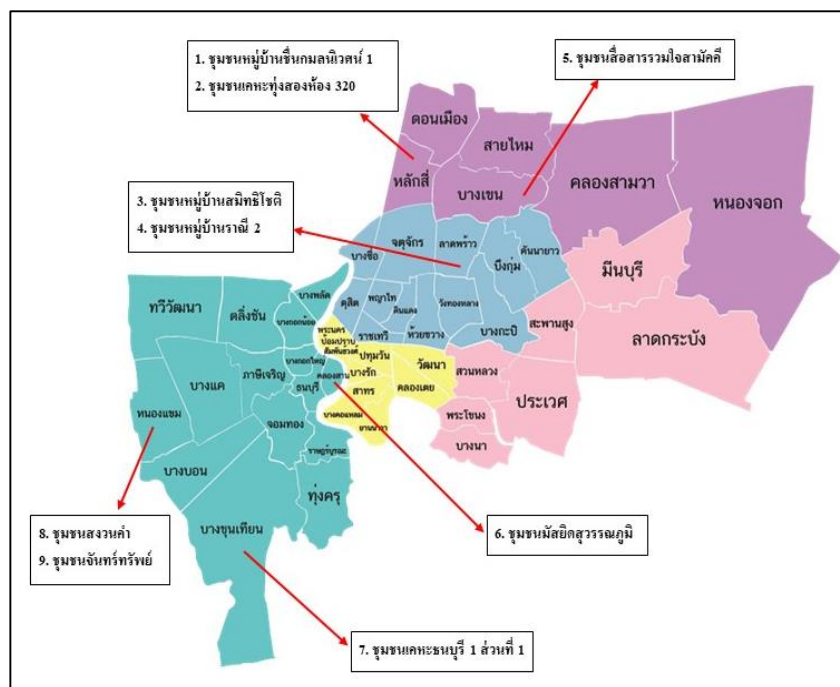 1. ชุมชนหมู่บ้านชื่นกมลนิเวศน์ 1
2. ชุมชนเคหะทุ่งสองห้อง 320
5. ชุมชนสื่อสารรวมใจสามัคคี
ดอนเมือง
สายไหม
คลองสามวา
หนองจอก
หลักสี่
บางเขน
3. ชุมชนหมู่บ้านสมิทธิโชติ
4. ชุมชนหมู่บ้านราณี 2
บางซื่อ
จตุจักร
ลาดพร้าว
บึงกุ่ม
คันนายาว
มีนบุรี
ทวีวัฒนา
ตลิ่งชัน
บางพลัด
บางกอกน้อย
ดุสิต
พญาไท
ดินแดง
วังทองหลาง
บางกะปิ
สะพานสูง
ลาดกระบัง
พระนคร
ป้อมปราบ
สัมพันธวงศ์
ราชเทวี
ห้วยขวาง
บางแค
ภาษีเจริญ
บางกอกใหญ่
คลองสาน
ธนบุรี
ปทุมวัน
บางรัก
สาทร
วัฒนา
คลองเตย
สวนหลวง
ประเวศ
หนองแขม
จอมทอง
บางคอแหลม
ยานนาวา
พระโขนง
บางนา
ราษฎร์บูรณะ
บางบอน
ทุ่งครุ
บางขุนเทียน
8. ชุมชนสงวนคำ
9. ชุมชนจันทร์ทรัพย์
6. ชุมชนมัสยิดสุวรรณภูมิ
7. ชุมชนเคหะธนบุรี 1 ส่วนที่ 1